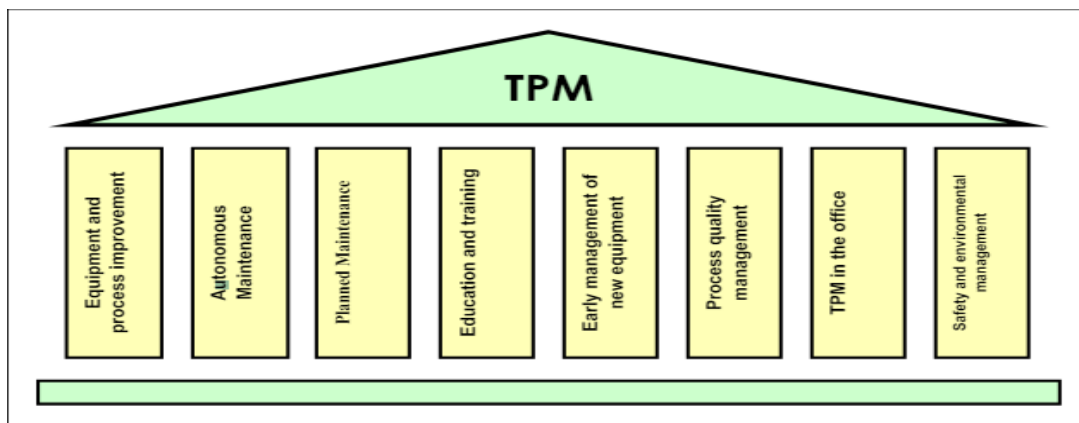 TPM
Equipment and
process improvement
Autonomous
Maintenance
Planned Maintenance
Education and training
Early management of
new equipment
Process quality
management
TPM in the office
Safety and environmental
management